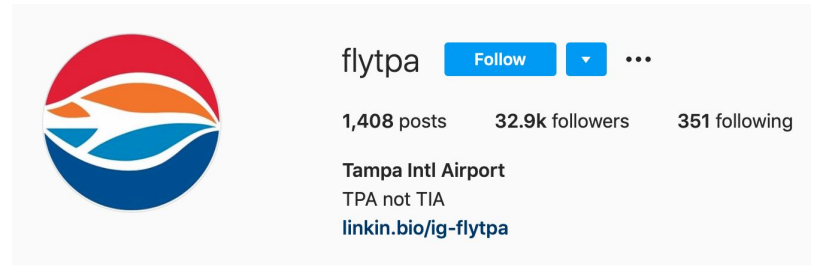 flytpa Follow
1,408 posts 32.9k followers 351 following
Tampa Intl Airport
TPA not TIA
linkin.bio/ig-flytpa